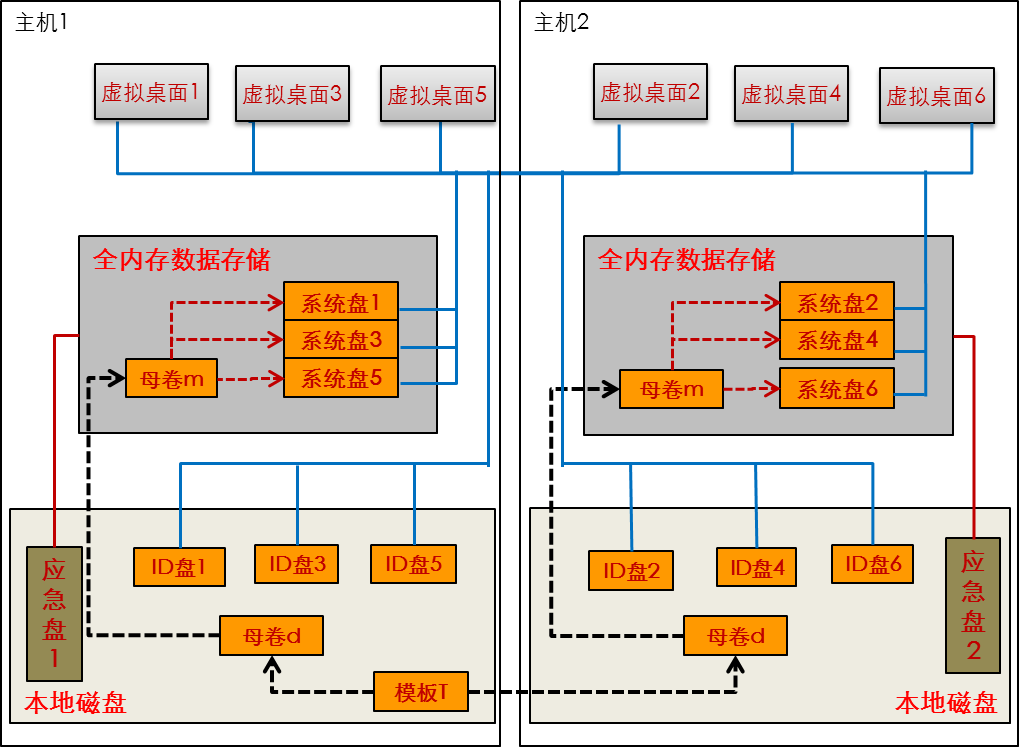 主机1
虚拟桌面1
虚拟桌面3
虚拟桌面5
全内存数据存储
系统盘1
系统盘3
母卷m
系统盘5
ID盘1
ID盘3
ID盘5
应急盘1
母卷d
模板T
本地磁盘
主机2
虚拟桌面2
虚拟桌面4
虚拟桌面6
全内存数据存储
系统盘2
系统盘4
母卷m
系统盘6
ID盘2
ID盘4
ID盘6
应急盘2
母卷d
本地磁盘